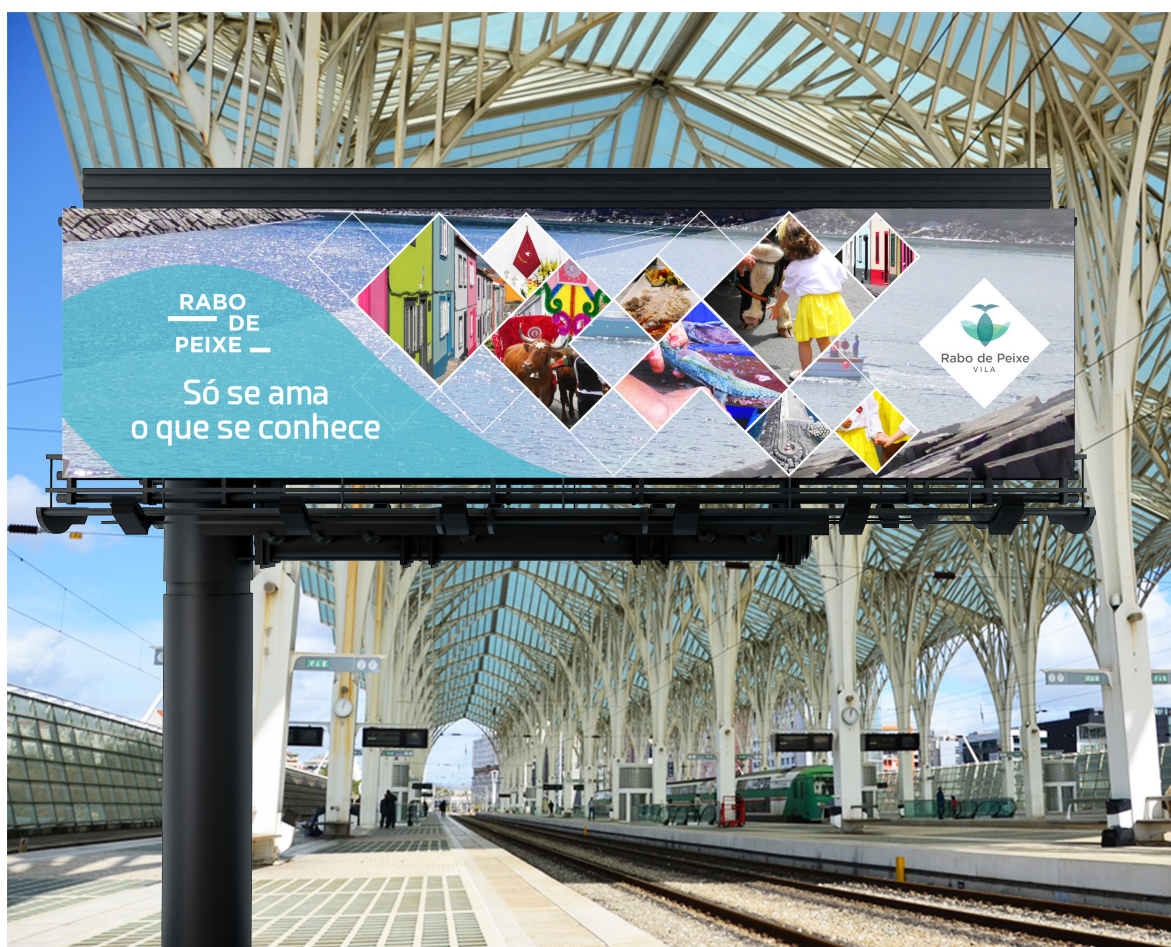 RABO
DE
PEIXE
Só se ama
o que se conhece
Rabo de Peixe
VILA